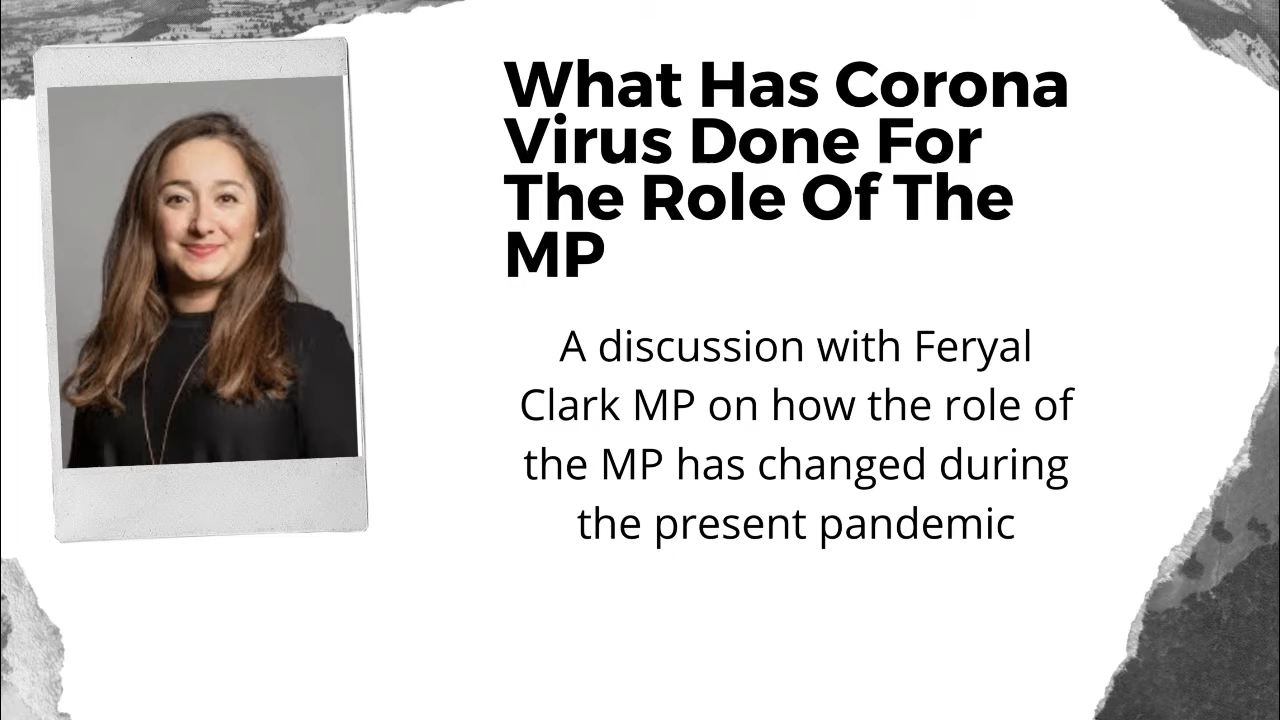 What Has Corona
Virus Done For
The Role Of The
MP
A discussion with Feryal
Clark MP on how the role of
the MP has changed during
the present pandemic